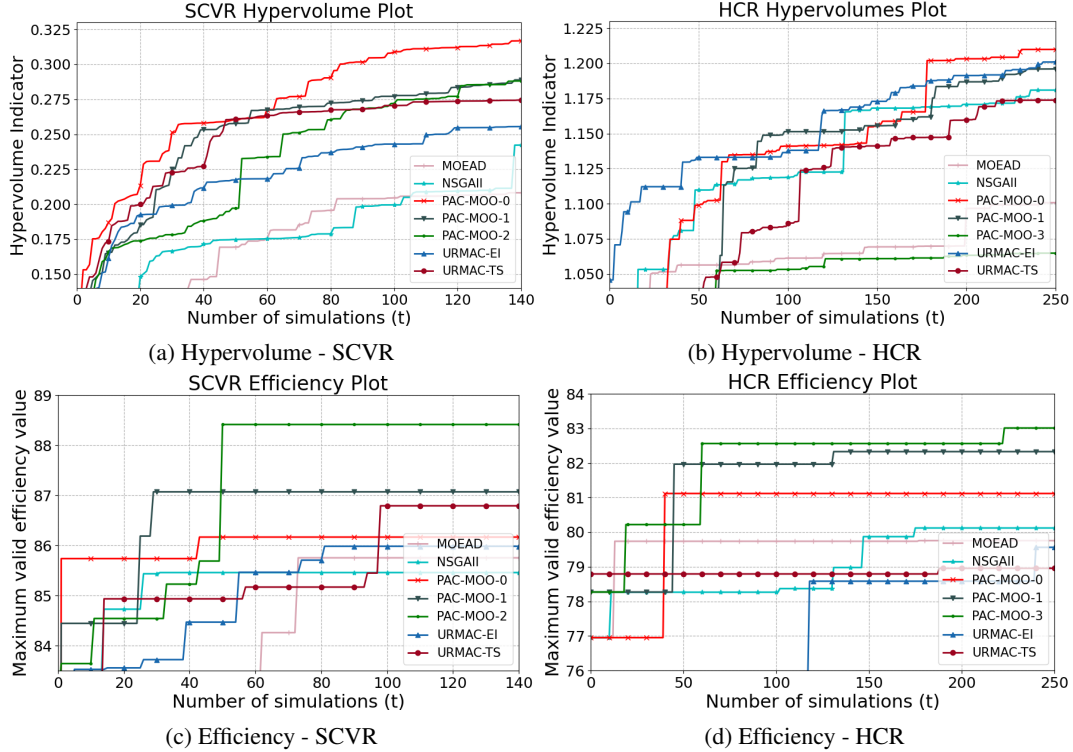 SCVR Hypervolume Plot
Hypervolume Indicator
0.325
0.300
0.275
0.250
0.225
0.200
0.175
0.150
MOEAD
NSGAII
PAC-MOO-0
PAC-MOO-1
PAC-MOO-2
URMAC-EI
URMAC-TS
20 40 60 80 100 120 140
Number of simulations (t)
(a) Hypervolume - SCVR
HCR Hypervolumes Plot
Hypervolume Indicator
1.225
1.200
1.175
1.150
1.125
1.100
1.075
1.050
MOEAD
NSGAII
PAC-MOO-0
PAC-MOO-1
PAC-MOO-3
URMAC-EI
URMAC-TS
0 50 100 150 200 250
Number of simulations (t)
(b) Hypervolume - HCR
SCVR Efficiency Plot
Maximum valid efficiency value
89
88
87
86
85
84
MOEAD
NSGAII
PAC-MOO-0
PAC-MOO-1
PAC-MOO-2
URMAC-EI
URMAC-TS
0 20 40 60 80 100 120 140
Number of simulations (t)
(c) Efficiency - SCVR
HCR Efficiency Plot
Maximum valid efficiency value
84
83
82
81
80
79
78
77
76
MOEAD
NSGAII
PAC-MOO-0
PAC-MOO-1
PAC-MOO-3
URMAC-EI
URMAC-TS
0 50 100 150 200 250
Number of simulations (t)
(d) Efficiency - HCR